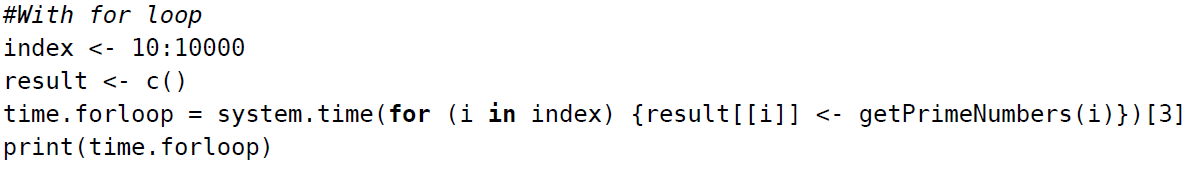 #With for loop
index <- 10:10000
result <- c()
time.forloop = system.time(for (i in index) {result[[i]] <- getPrimeNumbers(i)})[3]
print(time.forloop)